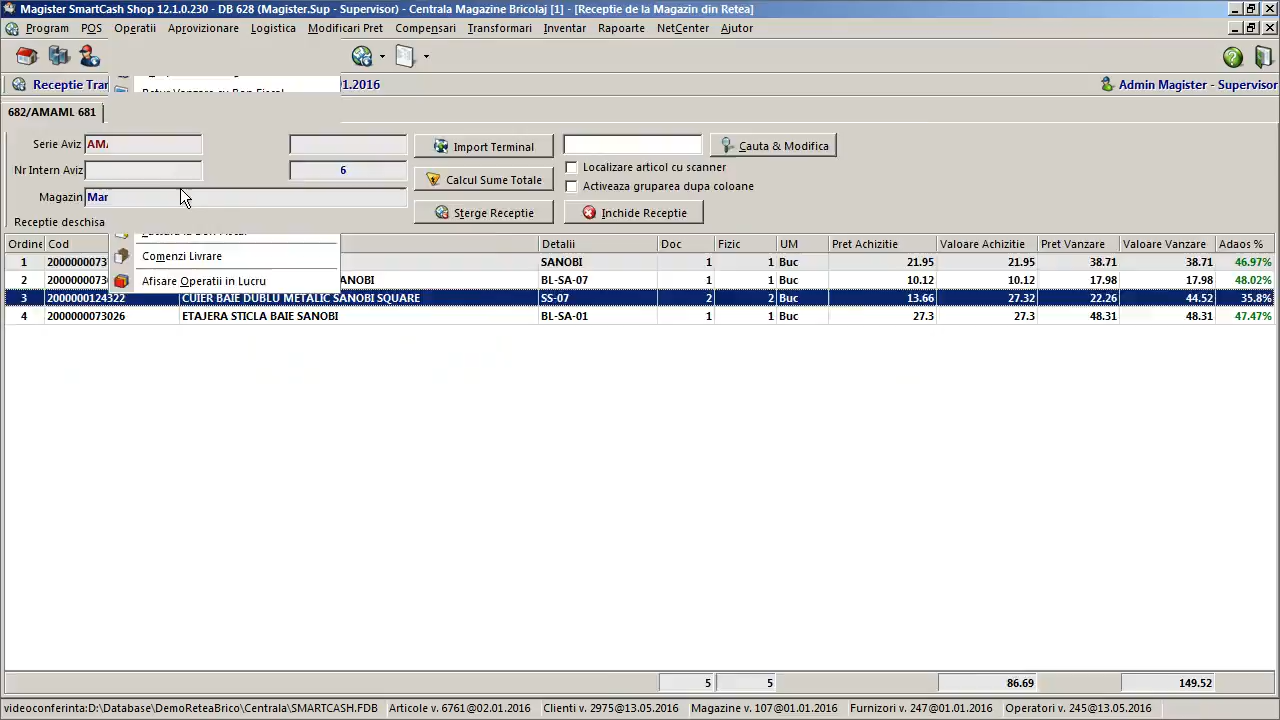 Magister SmartCash Shop 12.1.0.230 - DB 628 (Magister.Sup - Supervisor) - Centrala Magazine Bricolaj [1] - [Receptie de la Magazin din Retea]
Program POS Operatii Aprovizionare Logistica Modificari Pret Compensari Transformari Inventar Rapoarte NetCenter Ajutor
Receptie Tra 01.2016 Admin Magister - Supervisor
682/AMAML 681
Serie Aviz AMA Import Terminal Cauta & Modifica
Nr Intern Aviz 6 Calcul Sume Totale Localizare articol cu scanner
Activeaza gruparea dupa coloane
Magazin Mar Sterge Receptie Inchide Receptie
Receptie deschisa
Comenzi Livrare
Afisare Operatii in Lucru
Ordine Cod Detalii Doc Fizic UM Pret Achizitie Valoare Achizitie Pret Vanzare Valoare Vanzare Adaos %
1 200000073 SANOBI 1 1 Buc 21.95 21.95 38.71 38.71 46.97%
2 200000073 SANOBI BL-SA-07 1 1 Buc 10.12 10.12 17.98 17.98 48.02%
3 2000000124322 CUIER BAIE DUBLU METALIC SANOBI SQUARE SS-07 2 2 Buc 13.66 27.32 22.26 44.52 35.8%
4 2000000073026 ETAJERA STICLA BAIE SANOBI BL-SA-01 1 1 Buc 27.3 27.3 48.31 48.31 47.47%
5 5 86.69 149.52
videoconferinta:D:\Database\DemoReteaBrico\Centrala\SMARTCASH.FDB Articole v. 6761@02.01.2016 Clienti v. 2975@13.05.2016 Magazine v. 107@01.01.2016 Furnizori v. 247@01.01.2016 Operatori v. 245@13.05.2016